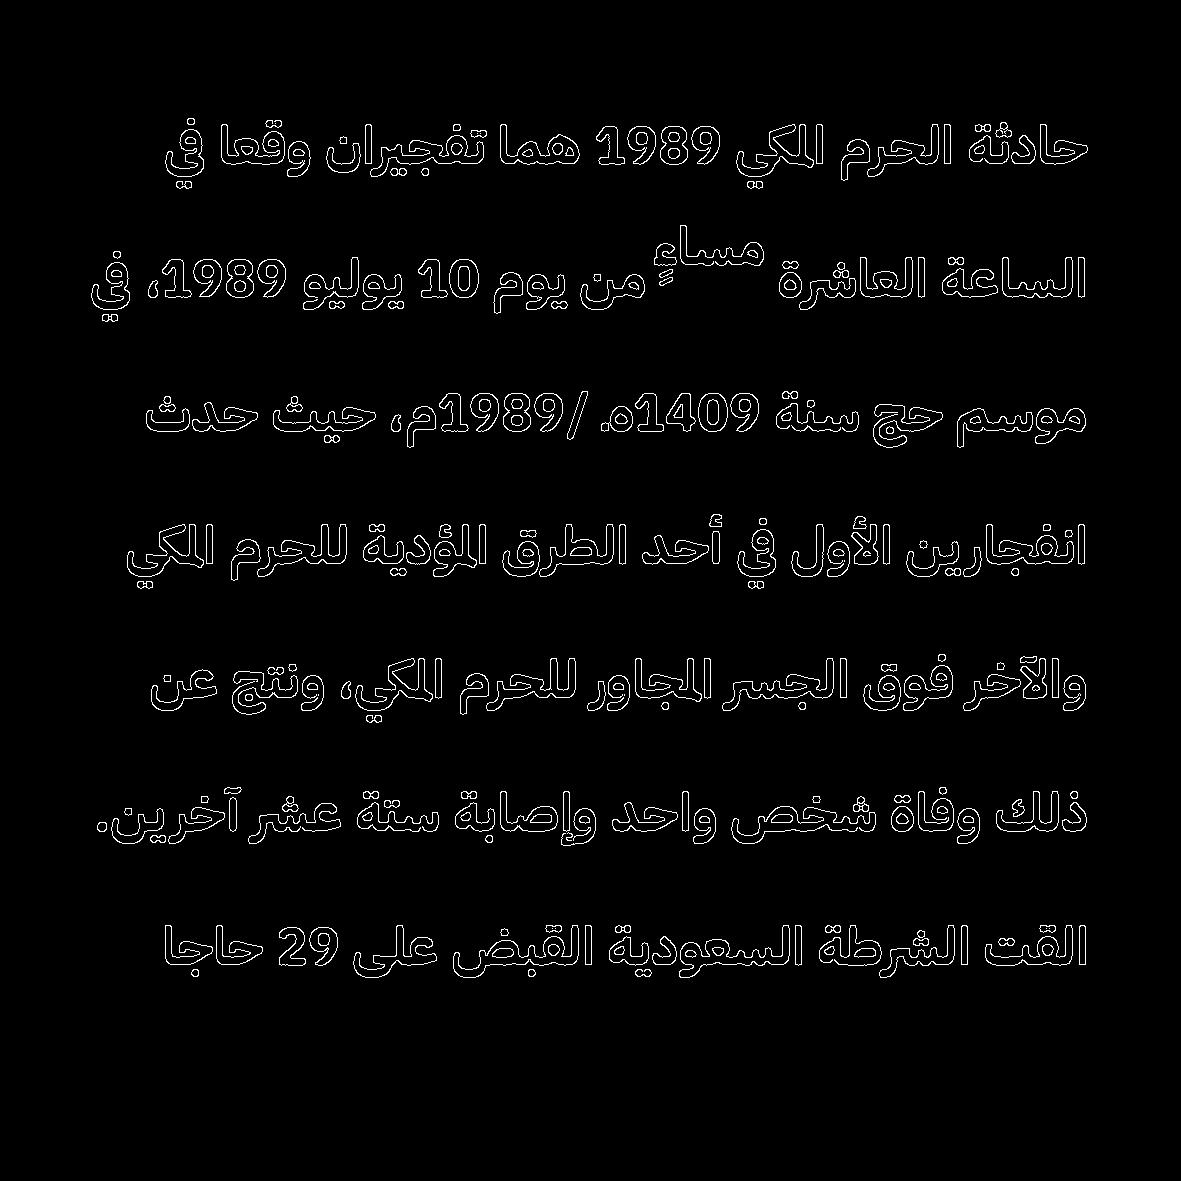 حادثة الحرم المكي 1989 هما تفجيران وقعا في
الساعة العاشرة مساءٍ من يوم 10 يوليو 1989، في
موسم حج سنة 1409ه. /1989م، حيث حدث
انفجارين الأول في أحد الطرق المؤدية للحرم المكي
والآخر فوق الجسر المجاور للحرم المكي، ونتج عن
ذلك وفاة شخص واحد وإصابة ستة عشر آخرين.
القت الشرطة السعودية القبض على 29 حاجا